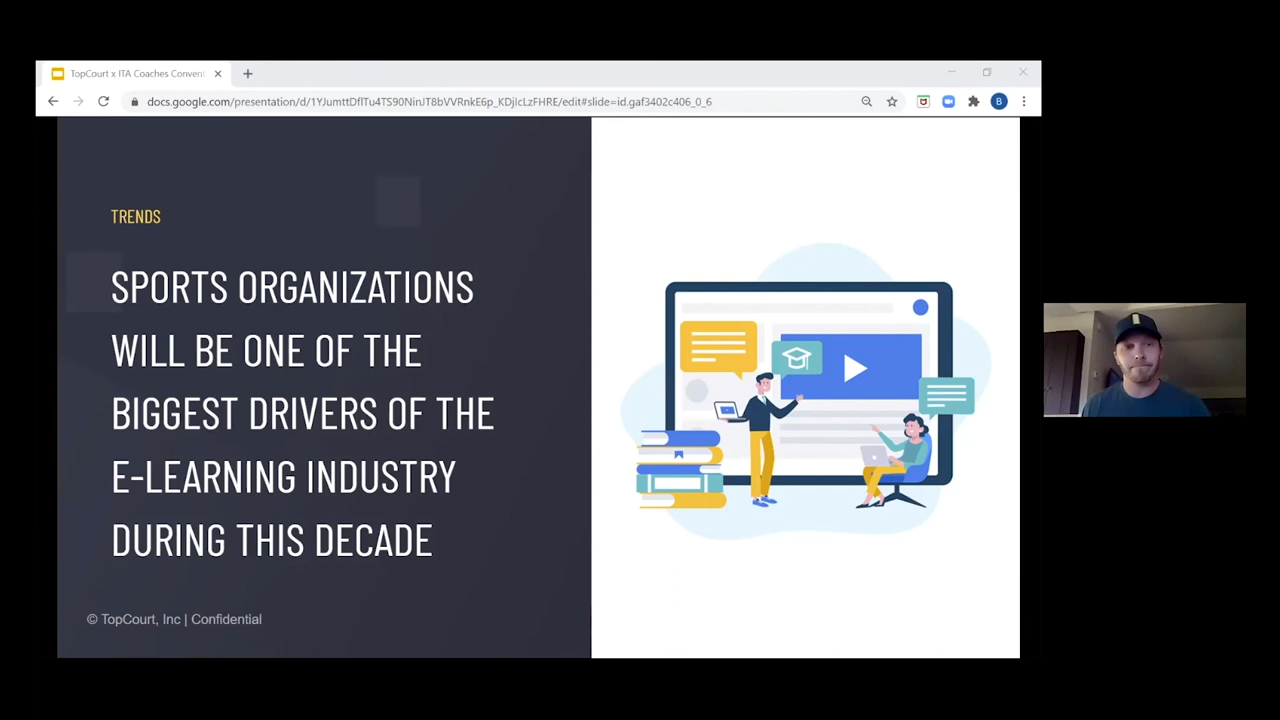 TopCourt x ITA Coaches Convent
docs.google.com/presentation/d/1YJumttDflTu4TS90NinJT8bVVRnkE6p_KDjIcLzFHRE/edit#slide=id.gaf3402c406_0_6
B
TRENDS
SPORTS ORGANIZATIONS
WILL BE ONE OF THE
BIGGEST DRIVERS OF THE
E-LEARNING INDUSTRY
DURING THIS DECADE
© TopCourt, Inc | Confidential